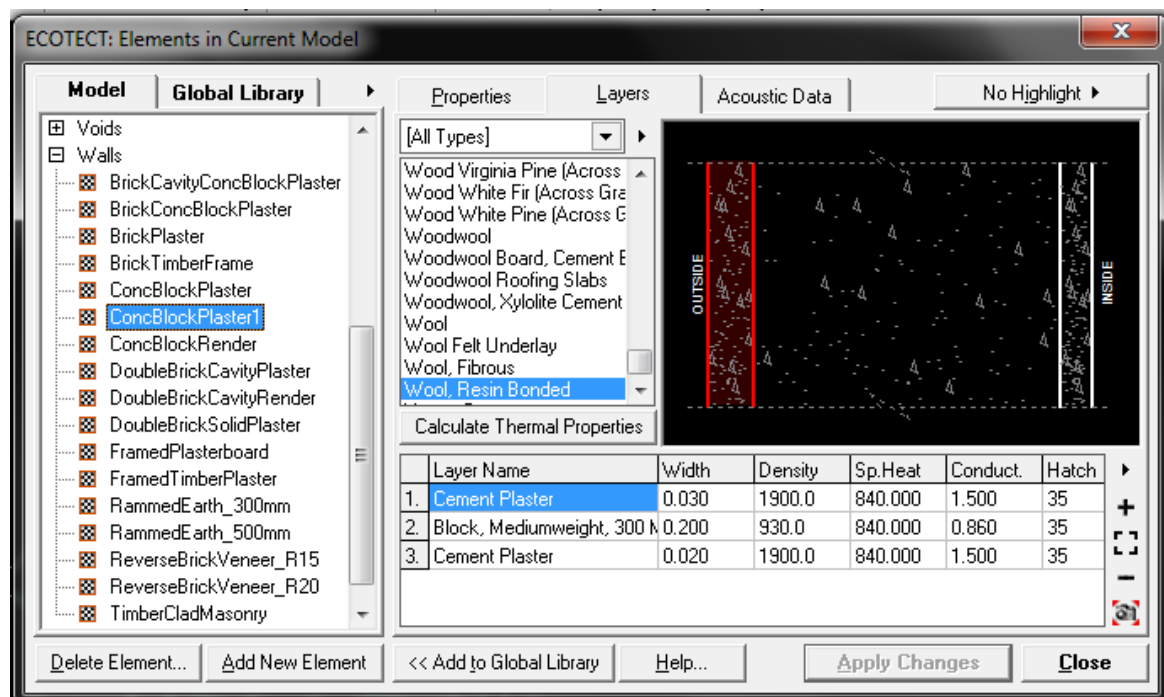 ECOTECT: Elements in Current Model
Model Global Library
Voids
Walls
BrickCavityConcBlockPlaster
BrickConcBlockPlaster
BrickPlaster
BrickTimberFrame
ConcBlockPlaster
ConcBlockPlaster1
ConcBlockRender
DoubleBrickCavityPlaster
DoubleBrickCavityRender
DoubleBrickSolidPlaster
FramedPlasterboard
FramedTimberPlaster
RammedEarth_300mm
RammedEarth_500mm
ReverseBrickVeneer_R15
ReverseBrickVeneer_R20
TimberCladMasonry
Properties Layers Acoustic Data No Highlight
[All Types]
Wood Virginia Pine (Across
Wood White Fir (Across Gra
Wood White Pine (Across G
Woodwool
Woodwool Board, Cement B
Woodwool Roofing Slabs
Woodwool, Xylolite Cement
Wool
Wool Felt Underlay
Wool, Fibrous
Wool, Resin Bonded
Calculate Thermal Properties
OUTSIDE
INSIDE
Layer Name Width Density Sp.Heat Conduct. Hatch
1. Cement Plaster 0.030 1900.0 840.000 1.500 35
2. Block, Mediumweight, 300 M 0.200 930.0 0.860 35
3. Cement Plaster 0.020 1900.0 840.000 1.500 35
Delete Element... Add New Element << Add to Global Library Help... Apply Changes Close